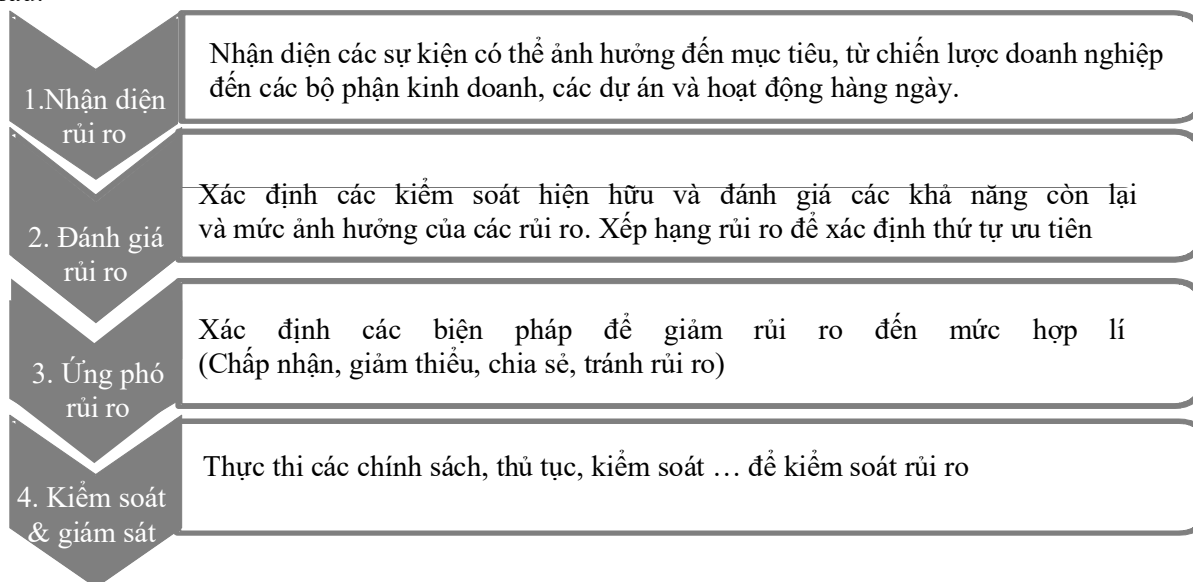 1.Nhận diện
rủi ro
Nhận diện các sự kiện có thể ảnh hưởng đến mục tiêu, từ chiến lược doanh nghiệp
đến các bộ phận kinh doanh, các dự án và hoạt động hàng ngày.
2. Đánh giá
rủi ro
Xác định các kiểm soát hiện hữu và đánh giá các khả năng còn lại
và mức ảnh hưởng của các rủi ro. Xếp hạng rủi ro để xác định thứ tự ưu tiên
3. Ứng phó
rủi ro
Xác định các biện pháp để giảm rủi ro đến mức hợp lí
(Chấp nhận, giảm thiểu, chia sẻ, tránh rủi ro)
4. Kiểm soát
& giám sát
Thực thi các chính sách, thủ tục, kiểm soát … để kiểm soát rủi ro